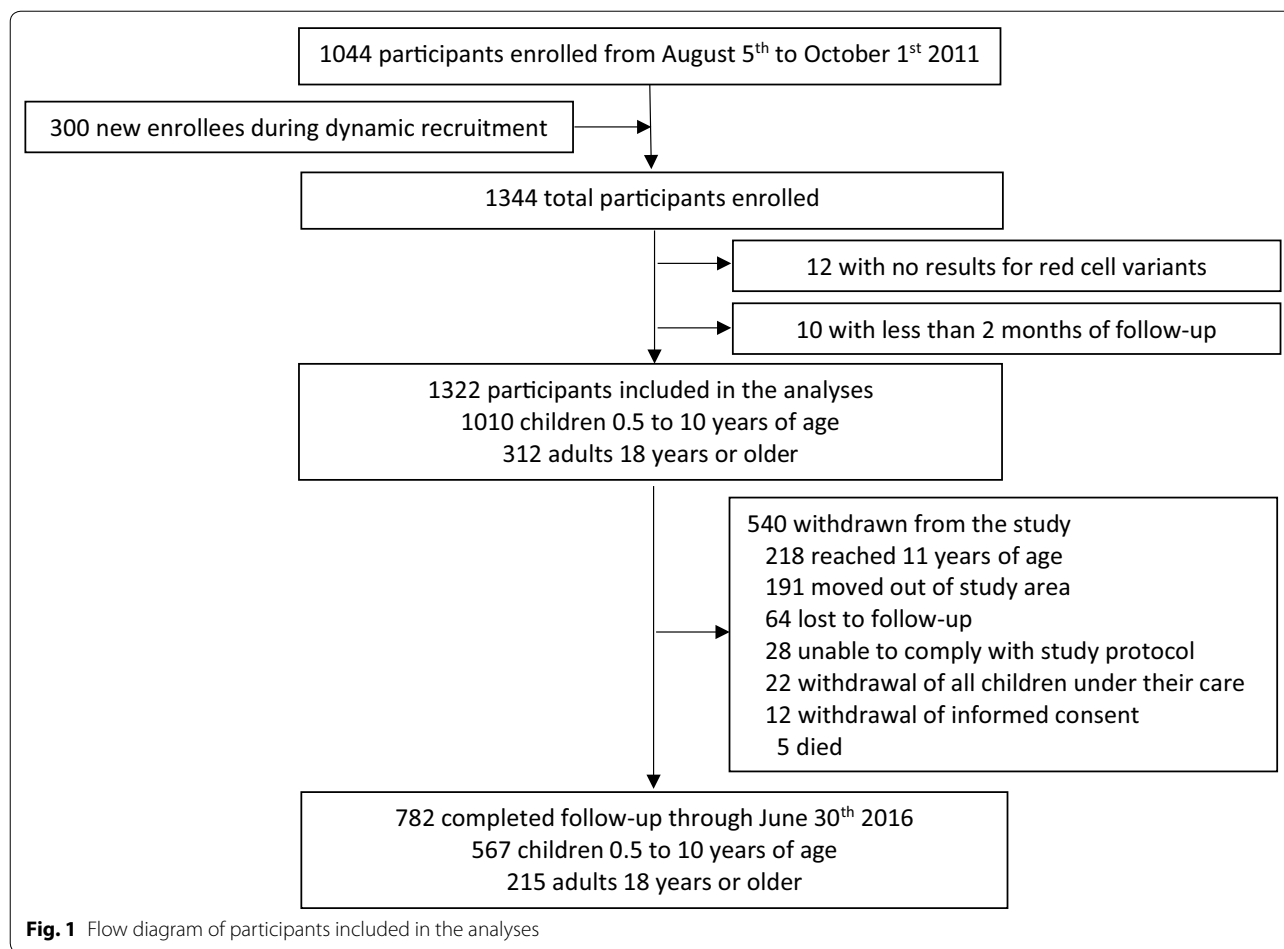 1044 participants enrolled from August 5th to October 1st 2011
300 new enrollees during dynamic recruitment
1344 total participants enrolled
12 with no results for red cell variants
10 with less than 2 months of follow-up
1322 participants included in the analyses
1010 children 0.5 to 10 years of age
312 adults 18 years or older
540 withdrawn from the study
218 reached 11 years of age
191 moved out of study area
64 lost to follow-up
28 unable to comply with study protocol
22 withdrawal of all children under their care
12 withdrawal of informed consent
5 died
782 completed follow-up through June 30th 2016
567 children 0.5 to 10 years of age
215 adults 18 years or older
Fig. 1 Flow diagram of participants included in the analyses